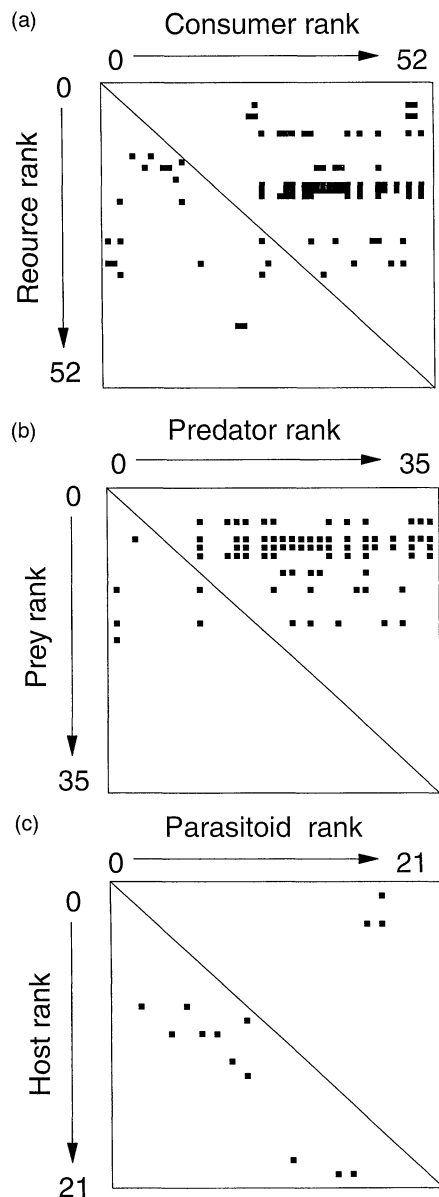 (a)
Consumer rank
0 52
0
Reource rank
52
(b)
Predator rank
0 35
0
Prey rank
35
(c)
Parasitoid rank
0 21
0
Host rank
21